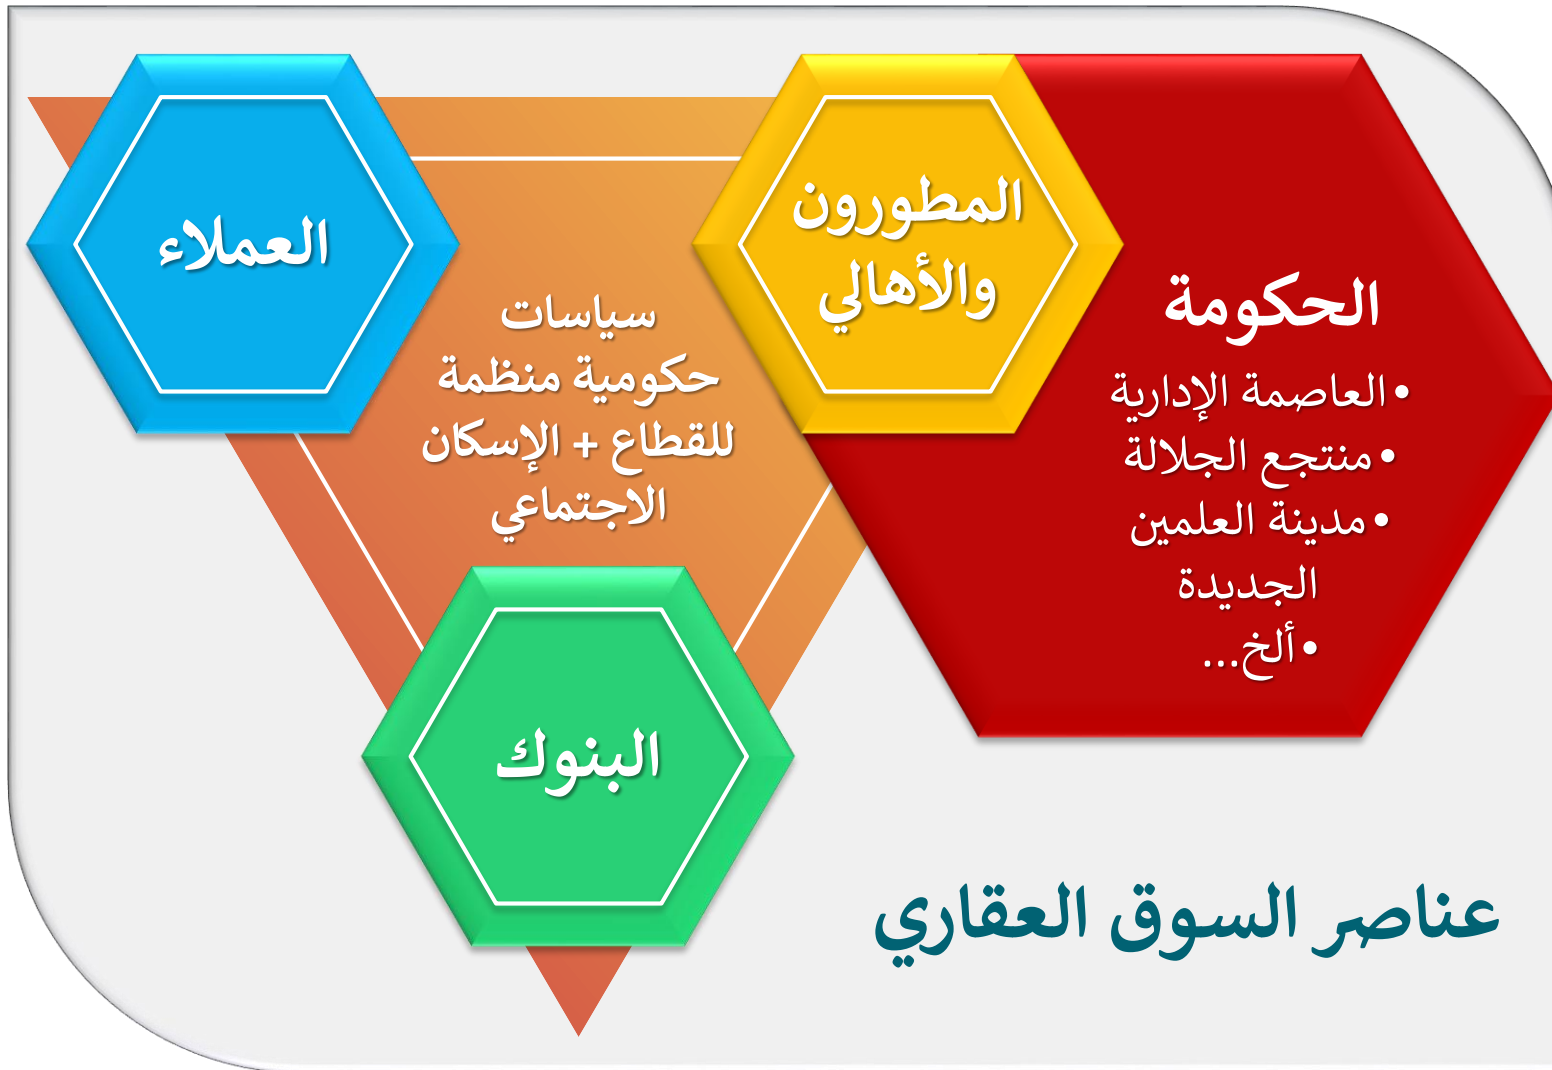 الحكومة
•العاصمة الإدارية
•منتجع الجلالة
•مدينة العلمين
الجديدة
•ألخ...
المطورون
والأهالي
العملاء
سياسات
حكومية منظمة
للقطاع + الإسكان
الاجتماعي
البنوك
عناصر السوق العقاري